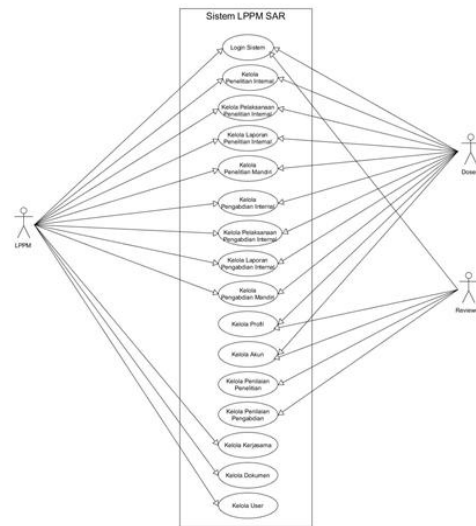 Sistem LPPM SAR
Login Sistem
Kelola
Penelitian Internal
Kelola Pelaksanaan
Penelitian Internal
Kelola Laporan
Penelitian Internal
Kelola
Penelitian Mandiri
Kelola
Pengabdian Internal
Kelola Pelaksanaan
Pengabdian Internal
Kelola Laporan
Pengabdian Internal
Kelola
Pengabdian Mandiri
Kelola Profil
Kelola Akun
Kelola Penilaian
Penelitian
Kelola Penilaian
Pengabdian
Kelola Kerjasama
Kelola Dokumen
Kelola User
LPPM
Dose
Review